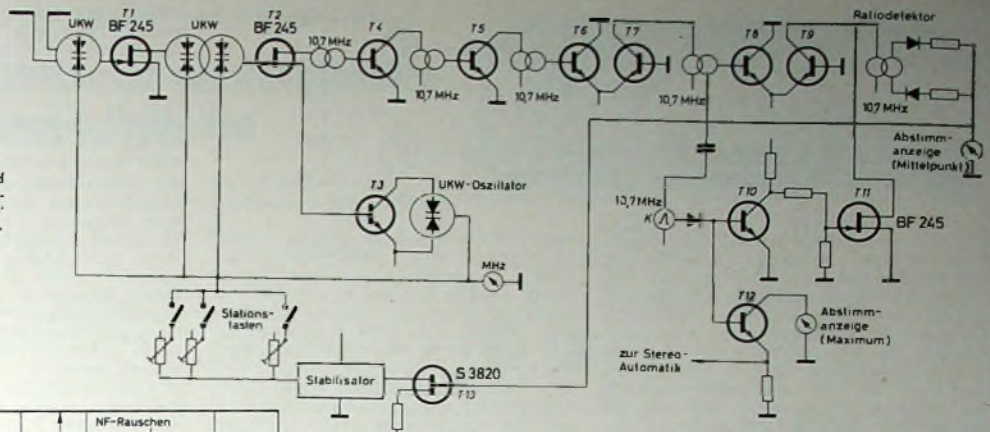 UKW
T1
BF 245
UKW
T2
BF 245
10,7 MHz
T4
10,7 MHz
T5
10,7 MHz
T6
T7
10,7 MHz
T8
T9
Ratiodetektor
10,7 MHz
Abstimm-
anzeige
(Mittelpunkt)
T3
UKW-Oszillator
MHz
10,7 MHz
K
T10
T11
BF 245
T12
Abstimm-
anzeige
(Maximum)
zur Stereo-
Automatik
Stations-
tasten
Stabilisator
S 3820
T13
NF-Rauschen